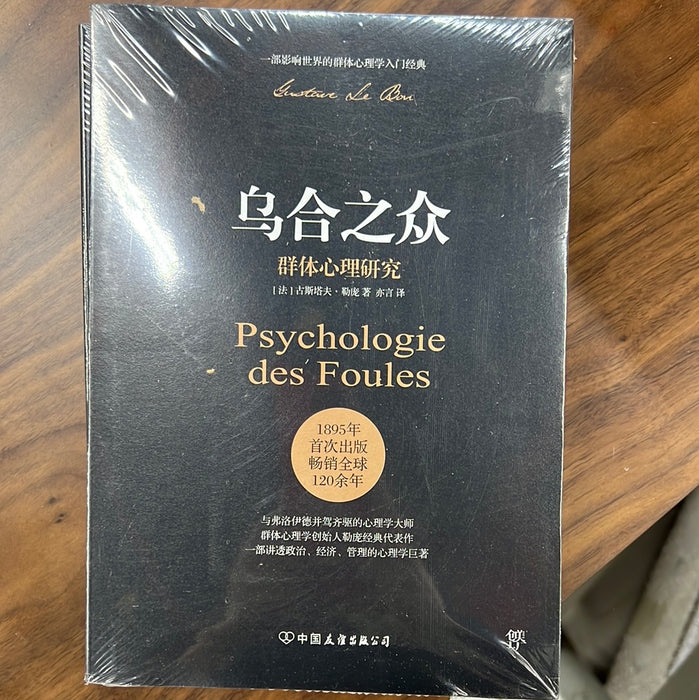 一部影响世界的群体心理学入门经典
Gustave Le Bon
乌合之众
群体心理研究
[法]古斯塔夫·勒庞 著 亦言 译
Psychologie
des Foules
1895年
首次出版
畅销全球
120余年
与弗洛伊德并驾齐驱的心理学大师
群体心理学创始人勒庞经典代表作
一部讲透政治、经济、管理的心理学巨著
中国友谊出版公司